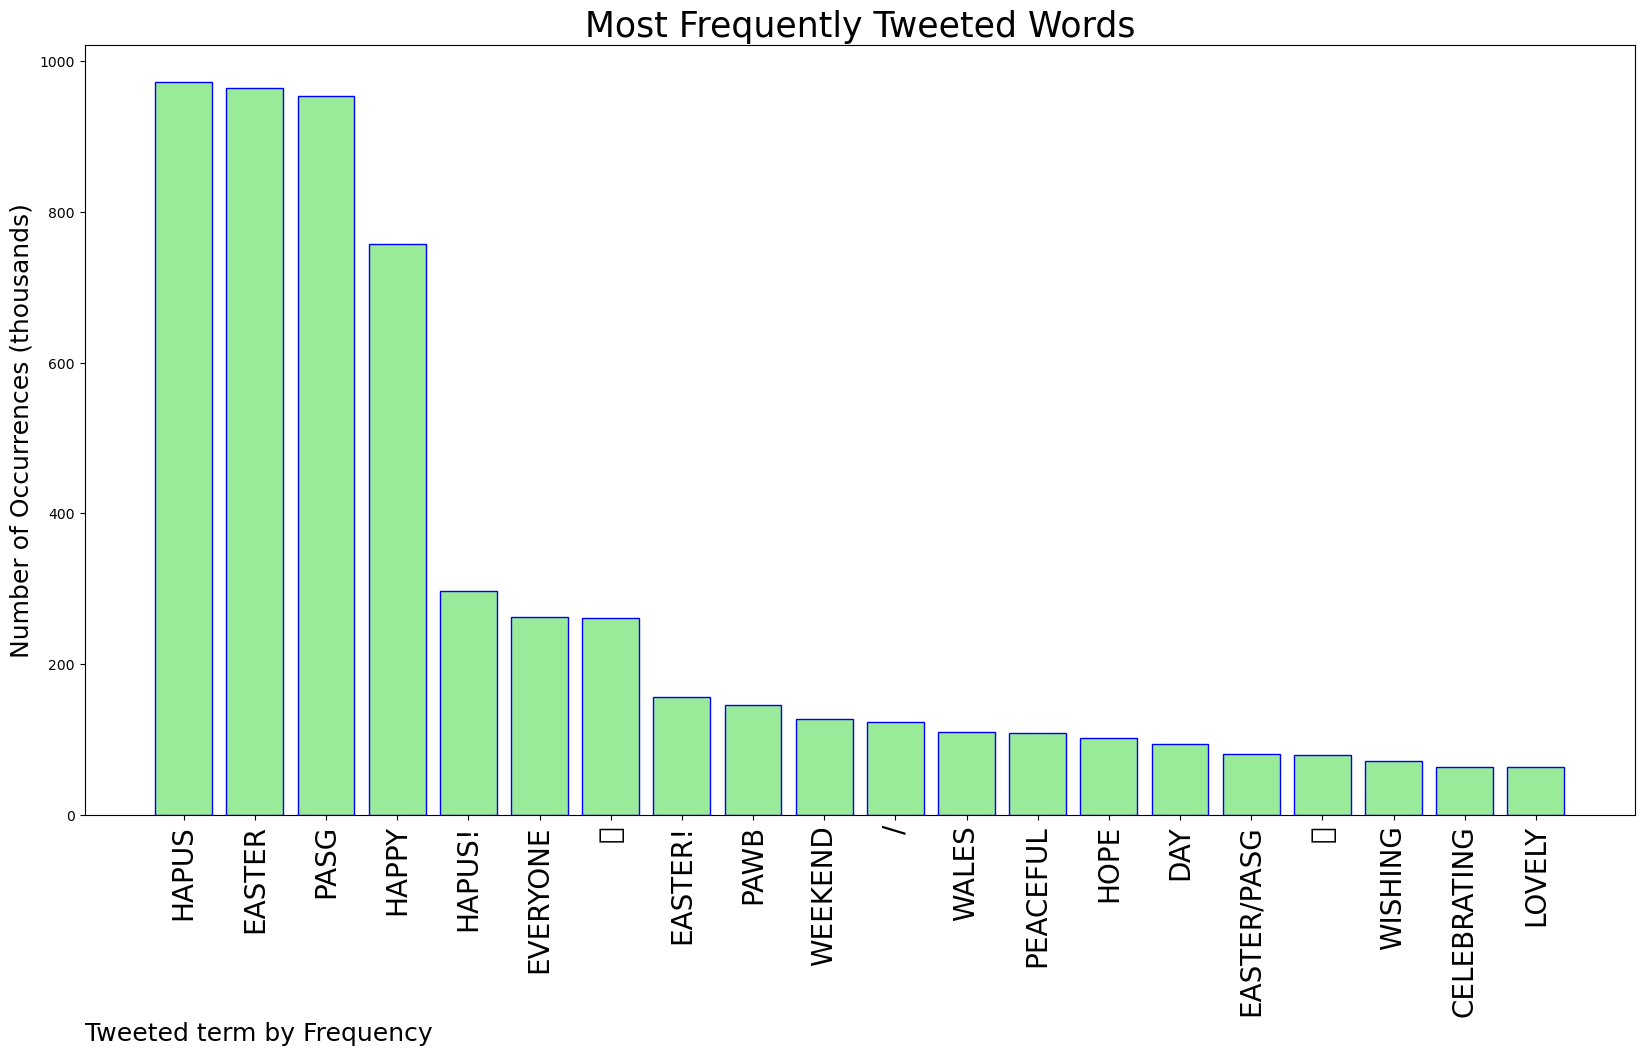 Most Frequently Tweeted Words
Number of Occurrences (thousands)
1000
800
600
400
200
0
HAPUS
EASTER
PASG
HAPPY
HAPUS!
EVERYONE
EASTER!
PAWB
WEEKEND
/
WALES
PEACEFUL
HOPE
DAY
EASTER/PASG
WISHING
CELEBRATING
LOVELY
Tweeted term by Frequency